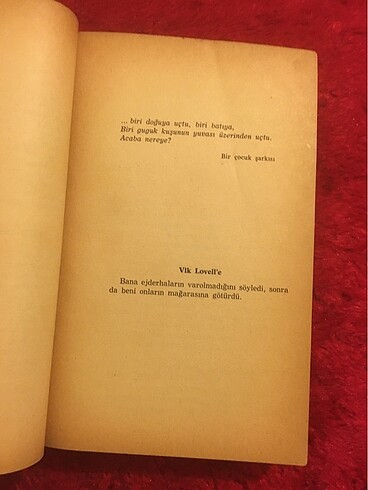 ... biri doğuya uçtu, biri batıya,
Biri guguk kuşunun yuvası üzerinden uçtu.
Acaba nereye?
Bir çocuk şarkısı
Vik Lovell'e
Bana ejderhaların varolmadığını söyledi, sonra
da beni onların mağarasına götürdü.